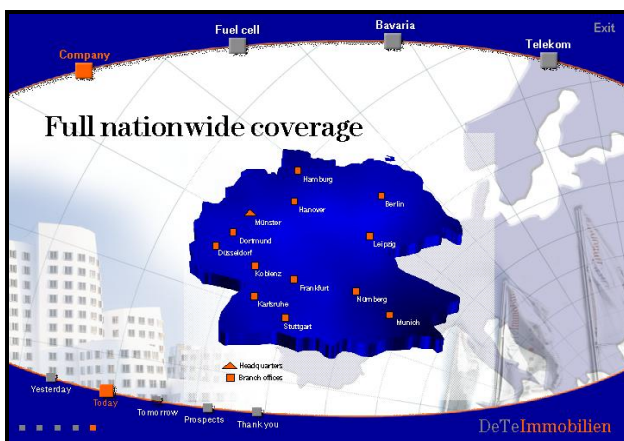 Fuel cell
Bavaria
Exit
Company
Telekom
Full nationwide coverage
Hamburg
Hanover
Berlin
Münster
Dortmund
Leipzig
Düsseldorf
Koblenz
Frankfurt
Nürnberg
Karlsruhe
Stuttgart
Munich
Headquarters
Branch offices
Yesterday
Today
Tomorrow
Prospects
Thank you
DeTeImmobilien